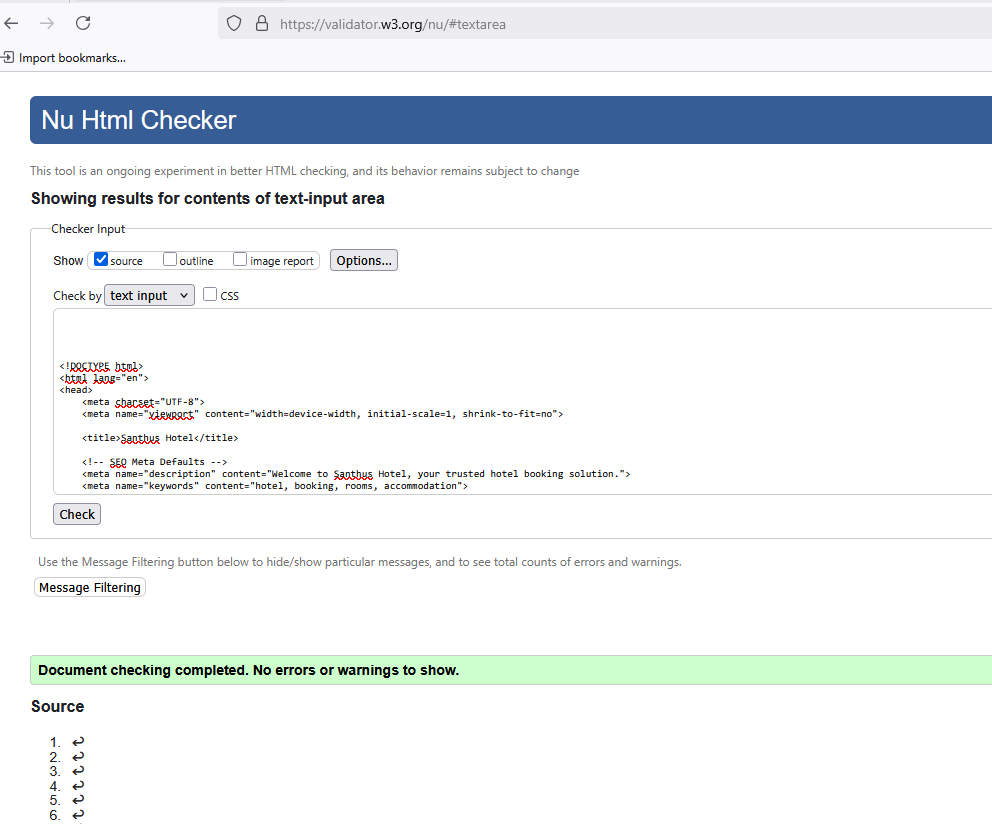 https://validator.w3.org/nu/#textarea
Import bookmarks...
Nu Html Checker
This tool is an ongoing experiment in better HTML checking, and its behavior remains subject to change
Showing results for contents of text-input area
Checker Input
Show source outline image report Options...
Check by text input CSS
<!DOCTYPE html>
<html lang="en">
<head>
    <meta charset="UTF-8">
    <meta name="viewport" content="width=device-width, initial-scale=1, shrink-to-fit=no">
    <title>Santhus Hotel</title>
    <!-- SEO Meta Defaults -->
    <meta name="description" content="Welcome to Santhus Hotel, your trusted hotel booking solution.">
    <meta name="keywords" content="hotel, booking, rooms, accommodation">
Check
Use the Message Filtering button below to hide/show particular messages, and to see total counts of errors and warnings.
Message Filtering
Document checking completed. No errors or warnings to show.
Source
1. ↩
2. ↩
3. ↩
4. ↩
5. ↩
6. ↩